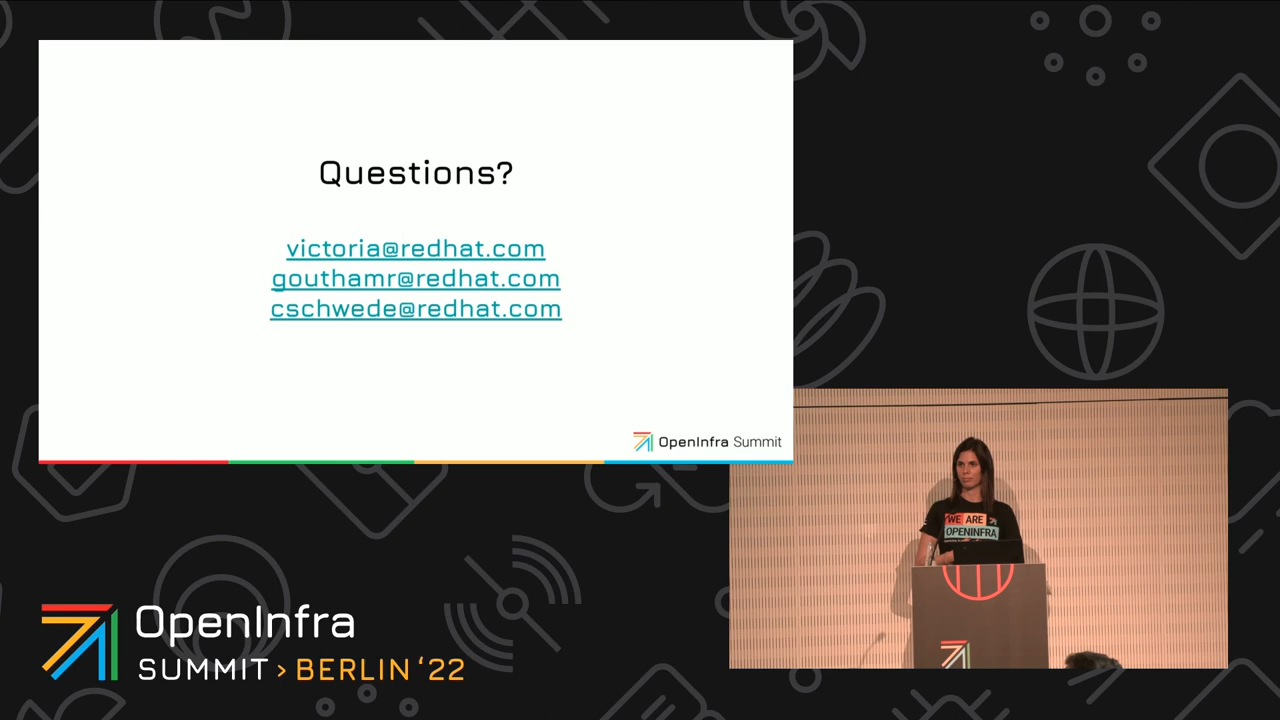 Questions?
victoria@redhat.com
gouthamr@redhat.com
cschwede@redhat.com
OpenInfra Summit
WE ARE
OPENINFRA
OpenInfra
SUMMIT > BERLIN ‘22